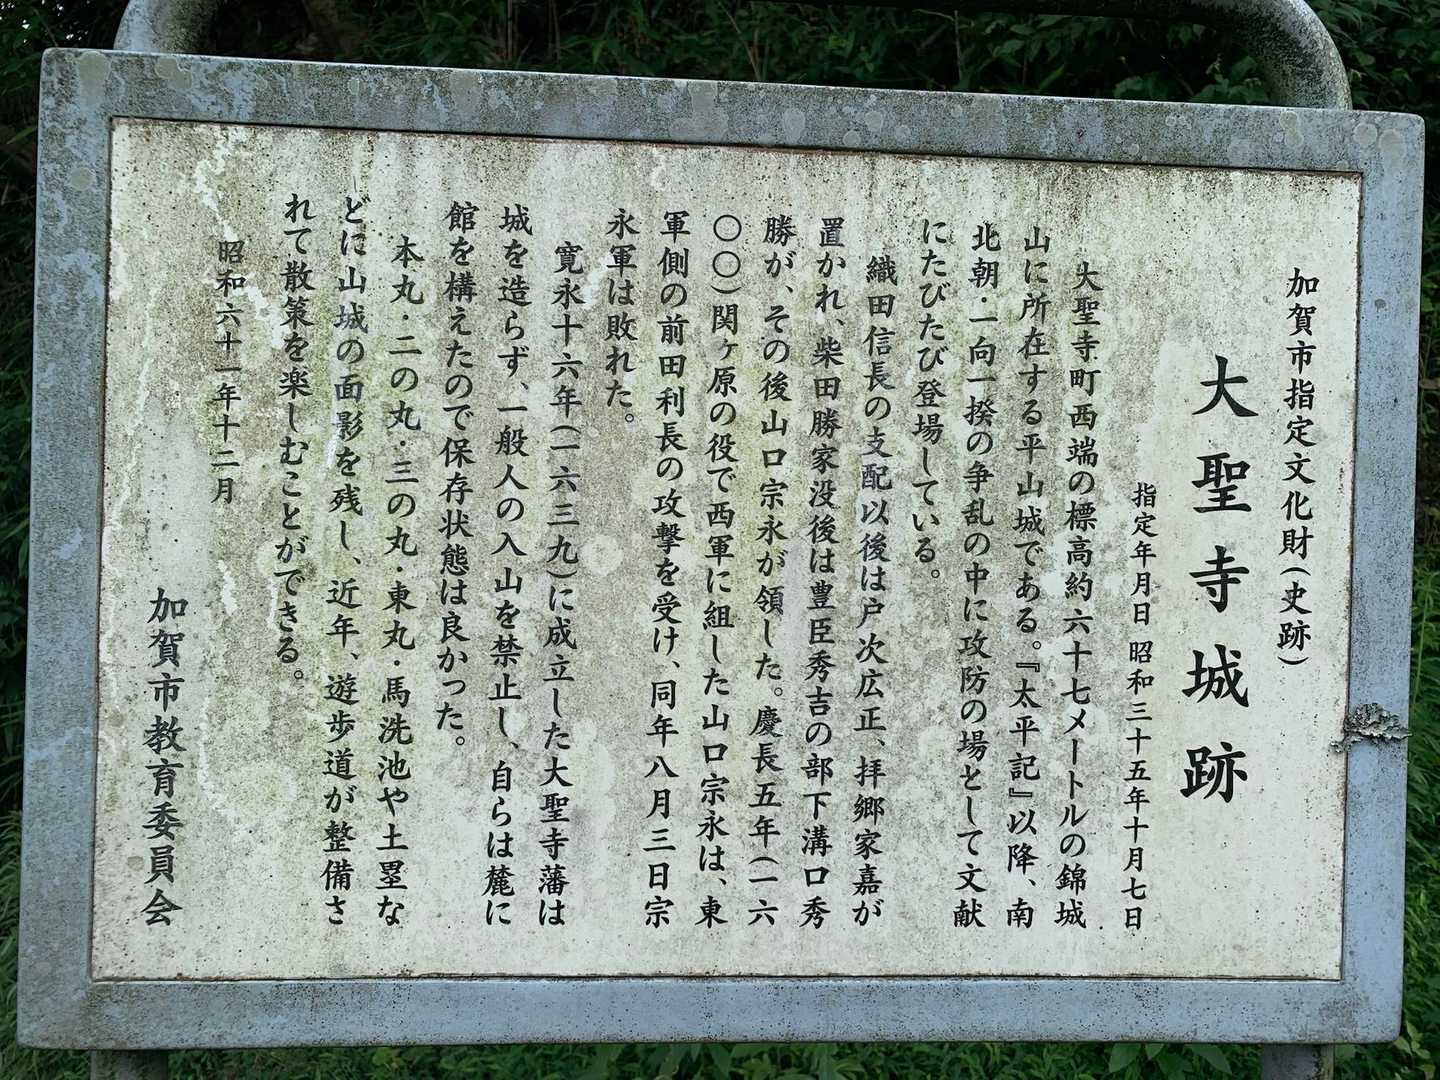 加賀市指定文化財(史跡)
大聖寺城跡
指定年月日 昭和三十五年十月七日
大聖寺町西端の標高約六十七メートルの錦城
山に所在する平山城である。『太平記』以降、南
北朝・一向一揆の争乱の中に攻防の場として文献
にたびたび登場している。
織田信長の支配以後は戸次広正、拝郷家嘉が
置かれ、柴田勝家没後は豊臣秀吉の部下溝口秀
勝が、その後山口宗永が領した。慶長五年(一六
〇〇)関ヶ原の役で西軍に組した山口宗永は、東
軍側の前田利長の攻撃を受け、同年八月三日宗
永軍は敗れた。
寛永十六年(一六三九)に成立した大聖寺藩は
城を造らず、一般人の入山を禁止し、自らは麓に
館を構えたので保存状態は良かった。
本丸・二の丸・三の丸・東丸・馬洗池や土塁な
どに山城の面影を残し、近年、遊歩道が整備さ
れて散策を楽しむことができる。
昭和六十一年十二月
加賀市教育委員会